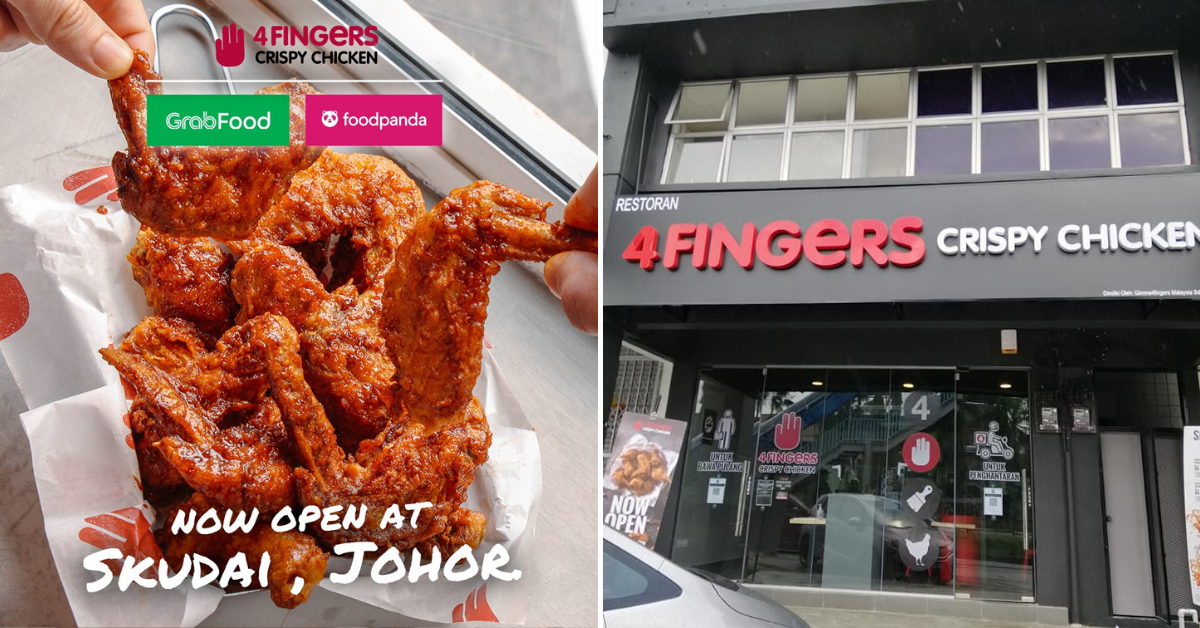 4FINGERS
CRISPY CHICKEN
GrabFood
foodpanda
NOW OPEN AT
SKUDAI, JOHOR.
RESTORAN
4FINGERS CRISPY CHICKEN
4
UNTUK
BAWA PULANG
4FINGERS
CRISPY CHICKEN
UNTUK
PENGHANTARAN
NOW
OPEN